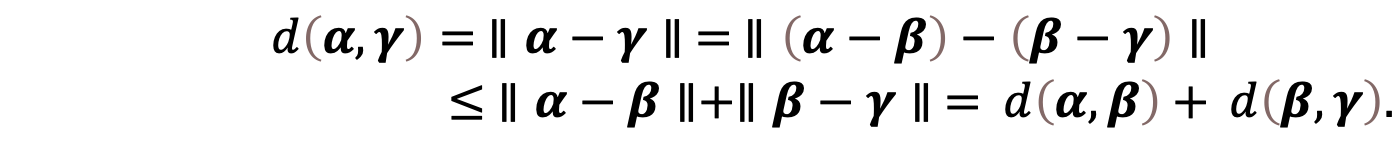 d(α, γ) = ‖ α − γ ‖ = ‖ (α − β) − (β − γ) ‖
≤ ‖ α − β ‖+‖ β − γ ‖ = d(α, β) + d(β, γ).